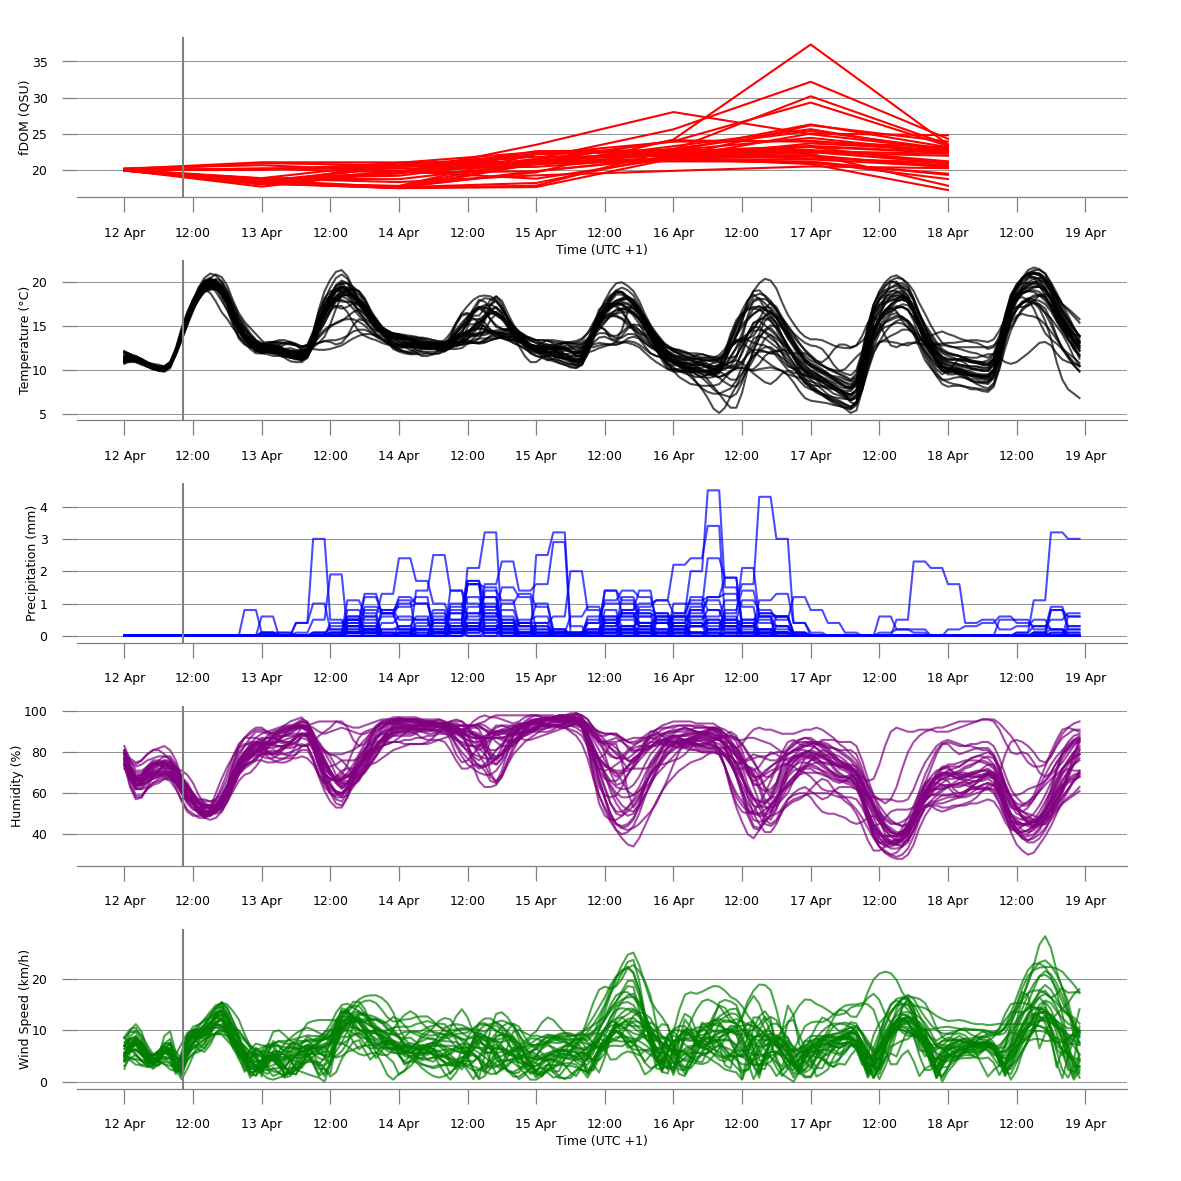 35
30
25
20
fDOM (QSU)
12 Apr 12:00 13 Apr 12:00 14 Apr 12:00 15 Apr 12:00 16 Apr 12:00 17 Apr 12:00 18 Apr 12:00 19 Apr
Time (UTC +1)
20
15
10
5
Temperature (°C)
12 Apr 12:00 13 Apr 12:00 14 Apr 12:00 15 Apr 12:00 16 Apr 12:00 17 Apr 12:00 18 Apr 12:00 19 Apr
4
3
2
1
0
Precipitation (mm)
12 Apr 12:00 13 Apr 12:00 14 Apr 12:00 15 Apr 12:00 16 Apr 12:00 17 Apr 12:00 18 Apr 12:00 19 Apr
100
80
60
40
Humidity (%)
12 Apr 12:00 13 Apr 12:00 14 Apr 12:00 15 Apr 12:00 16 Apr 12:00 17 Apr 12:00 18 Apr 12:00 19 Apr
20
10
0
Wind Speed (km/h)
12 Apr 12:00 13 Apr 12:00 14 Apr 12:00 15 Apr 12:00 16 Apr 12:00 17 Apr 12:00 18 Apr 12:00 19 Apr
Time (UTC +1)